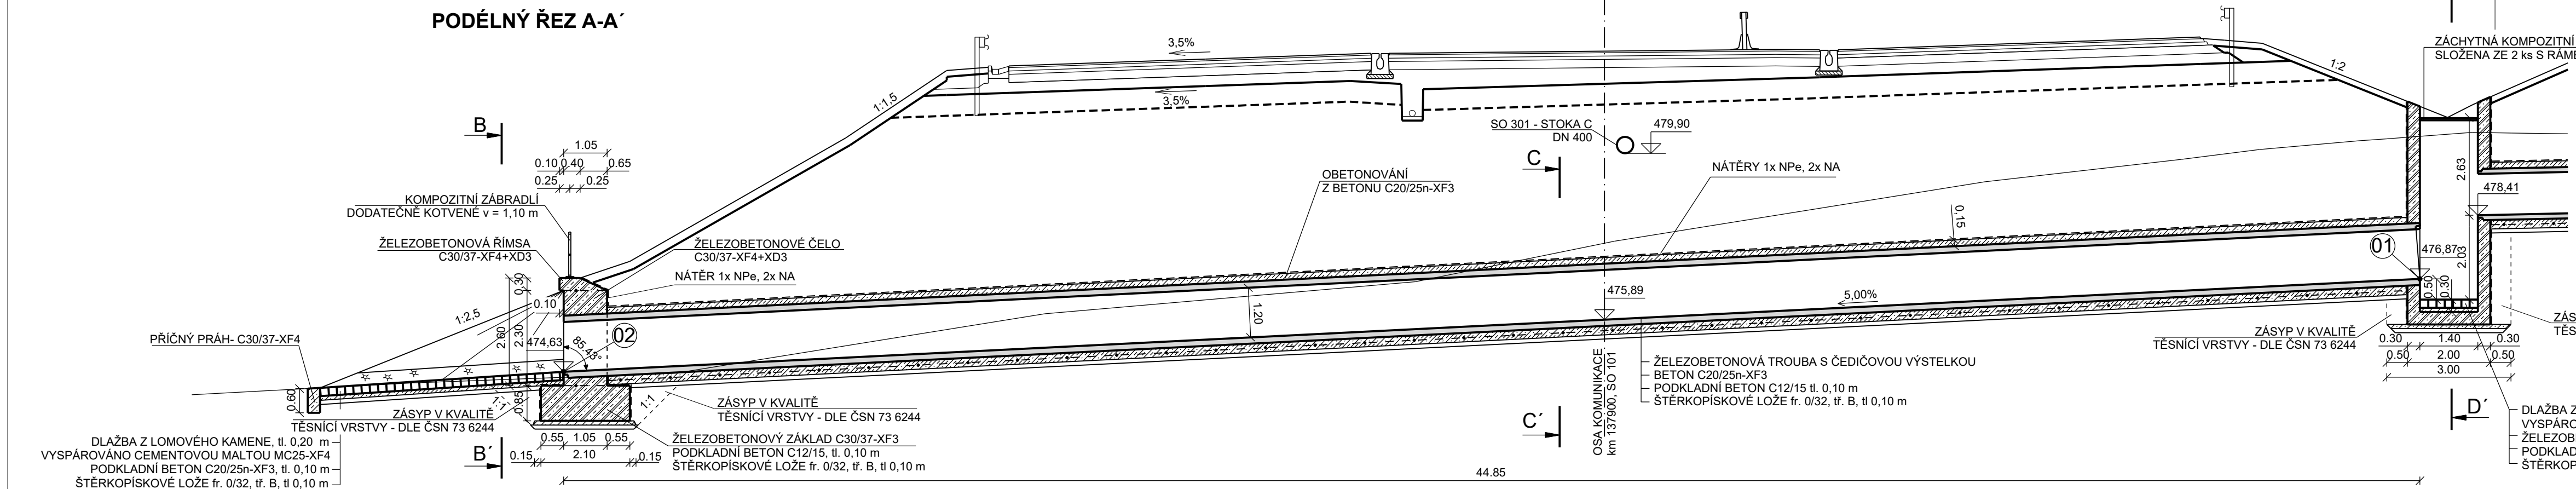 PODÉLNÝ ŘEZ A-A´
3,5%
3,5%
1:1,5
1:2
ZÁCHYTNÁ KOMPOZITNÍ
SLOŽENA ZE 2 ks S
B
1.05
0.10
0.40
0.65
0.25
0.25
KOMPOZITNÍ ZÁBRADLÍ
DODATEČNĚ KOTVENÉ v = 1,10 m
ŽELEZOBETONOVÁ ŘÍMSA
C30/37-XF4+XD3
ŽELEZOBETONOVÉ ČELO
C30/37-XF4+XD3
NÁTĚR 1x NPe, 2x NA
SO 301 - STOKA C
DN 400
479,90
C
OBETONOVÁNÍ
Z BETONU C20/25n-XF3
NÁTĚRY 1x NPe, 2x NA
0,15
2.63
478,41
01
476,87
2.03
0.50
0.30
0,30
0.10
1:2,5
2.60
2.30
474,63
85,43°
02
1,20
475,89
5,00%
PŘÍČNÝ PRÁH- C30/37-XF4
0.60
0.85
1:1
1:1
ZÁSYP V KVALITĚ
TĚSNÍCÍ VRSTVY - DLE ČSN 73 6244
ZÁSYP V KVALITĚ
TĚSNÍCÍ VRSTVY - DLE ČSN 73 6244
ZÁSYP V KVALITĚ
TĚSNÍCÍ VRSTVY - DLE ČSN 73 6244
0.30
1.40
0.30
0.50
2.00
0.50
3.00
OSA KOMUNIKACE
km 137900, SO 101
ŽELEZOBETONOVÁ TROUBA S ČEDIČOVOU VÝSTELKOU
BETON C20/25n-XF3
PODKLADNÍ BETON C12/15 tl. 0,10 m
ŠTĚRKOPÍSKOVÉ LOŽE fr. 0/32, tř. B, tl 0,10 m
DLAŽBA Z LOMOVÉHO KAMENE, tl. 0,20 m
VYSPÁROVÁNO CEMENTOVOU MALTOU MC25-XF4
PODKLADNÍ BETON C20/25n-XF3, tl. 0,10 m
ŠTĚRKOPÍSKOVÉ LOŽE fr. 0/32, tř. B, tl 0,10 m
B´
0.55
1.05
0.55
0.15
2.10
0.15
ŽELEZOBETONOVÝ ZÁKLAD C30/37-XF3
PODKLADNÍ BETON C12/15, tl. 0,10 m
ŠTĚRKOPÍSKOVÉ LOŽE fr. 0/32, tř. B, tl 0,10 m
C´
44.85
D´
DLAŽBA Z